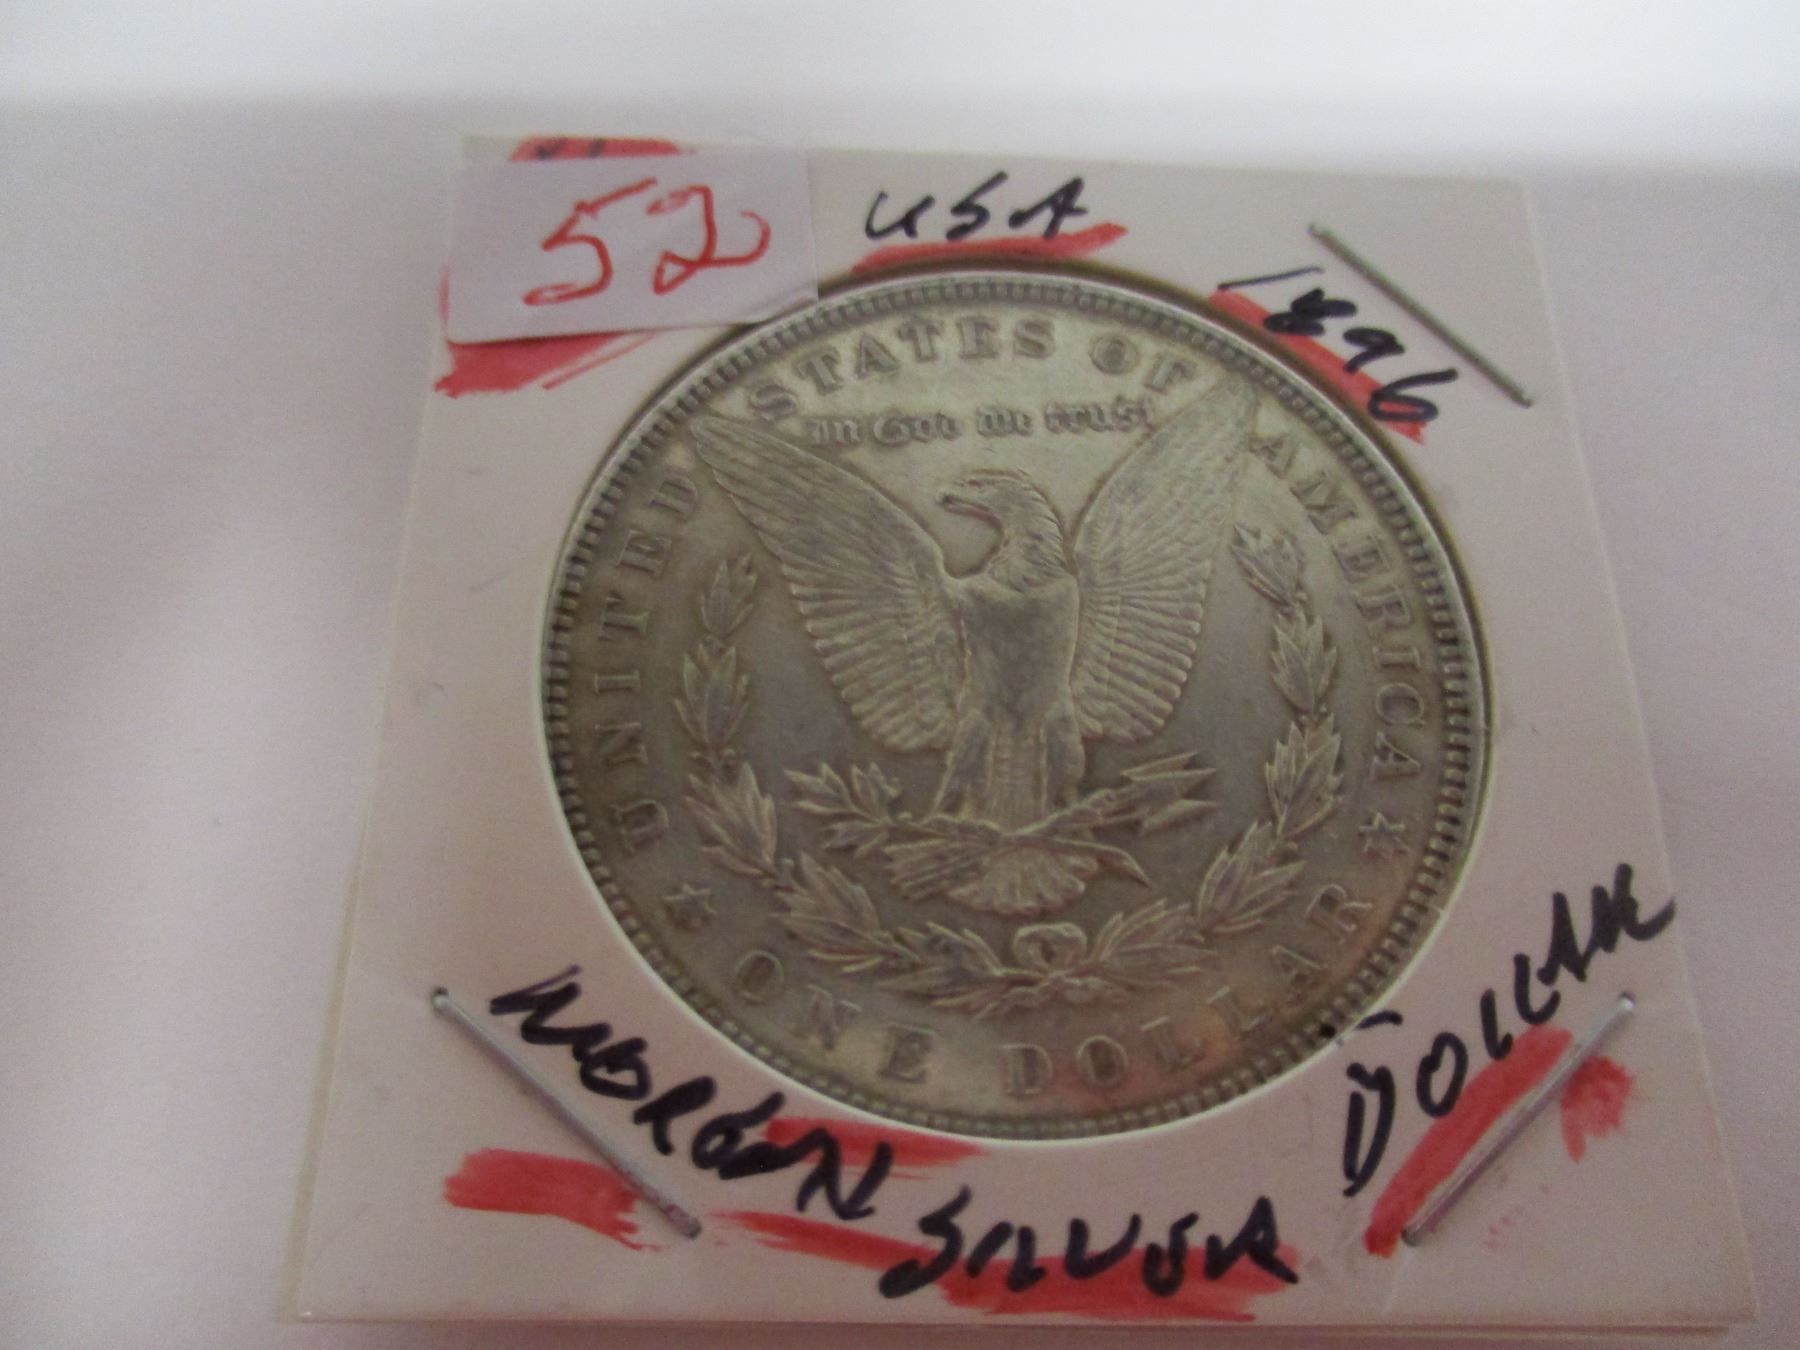 52
USA
1896
UNITED STATES OF AMERICA
In God we trust
ONE DOLLAR
MORGAN
SILVER
DOLLAR